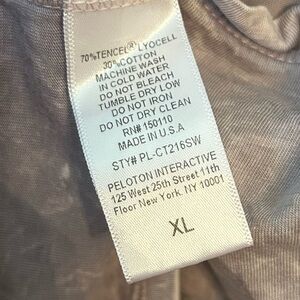 70%TENCEL® LYOCELL
30%COTTON
MACHINE WASH
IN COLD WATER
DO NOT BLEACH
TUMBLE DRY LOW
DO NOT IRON
DO NOT DRY CLEAN
RN# 150110
MADE IN U.S.A
STY# PL-CT216SW
PELOTON INTERACTIVE
125 West 25th Street 11th
Floor New York, NY 10001
XL